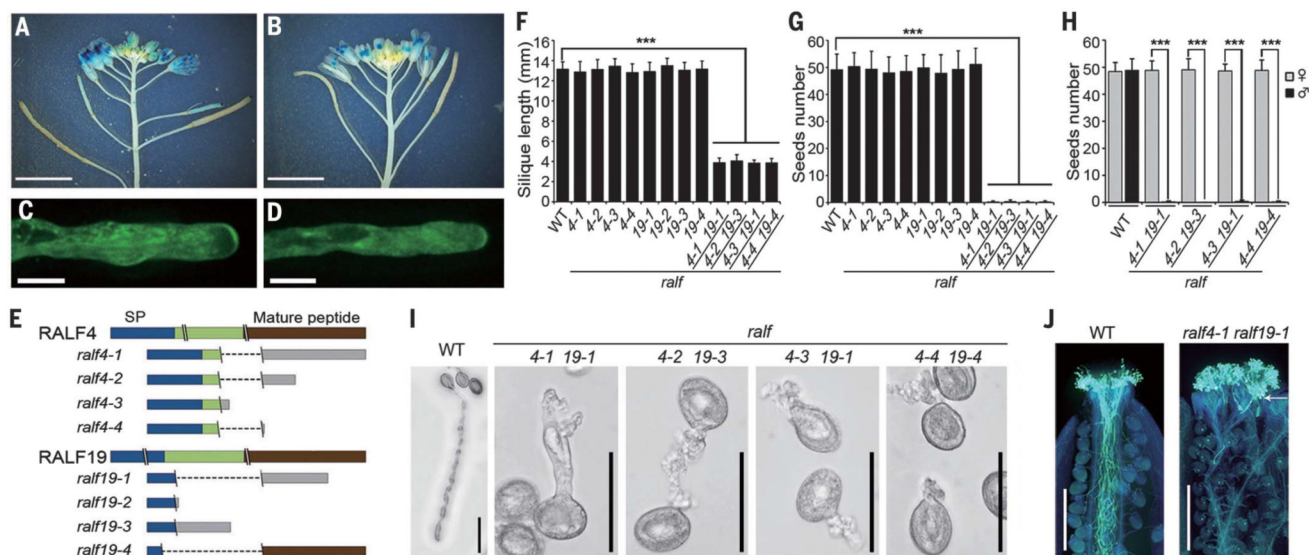 A
B
C
D
E
SP
Mature peptide
RALF4
ralf4-1
ralf4-2
ralf4-3
ralf4-4
RALF19
ralf19-1
ralf19-2
ralf19-3
ralf19-4
F
Silique length (mm)
16
14
12
10
8
6
4
2
0
***
WT
4-1
4-2
4-3
4-4
19-1
19-2
19-3
19-4
4-1 19-1
4-2 19-3
4-3 19-1
4-4 19-4
ralf
G
Seeds number
60
50
40
30
20
10
0
***
WT
4-1
4-2
4-3
4-4
19-1
19-2
19-3
19-4
4-1 19-1
4-2 19-3
4-3 19-1
4-4 19-4
ralf
H
Seeds number
60
50
40
30
20
10
0
*** *** *** ***
♀
♂
WT
4-1 19-1
4-2 19-3
4-3 19-1
4-4 19-4
ralf
I
ralf
WT
4-1 19-1
4-2 19-3
4-3 19-1
4-4 19-4
J
WT
ralf4-1 ralf19-1